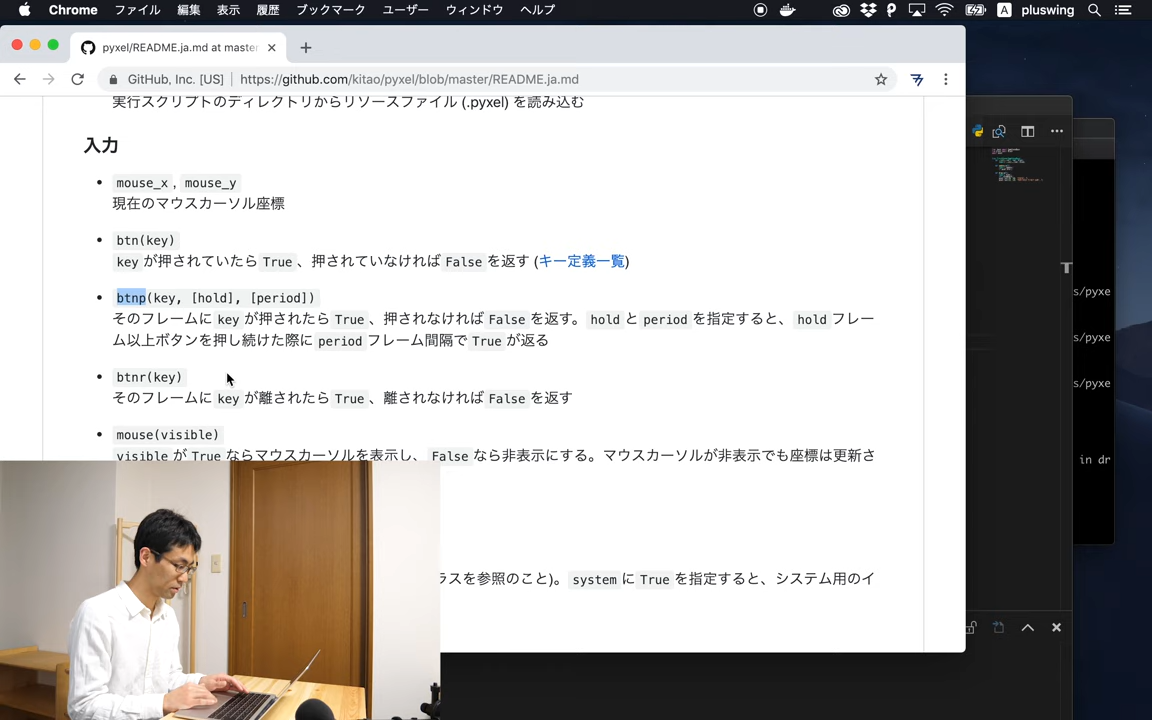 Chrome ファイル 編集 表示 履歴 ブックマーク ユーザー ウィンドウ ヘルプ A pluswing
pyxel/README.ja.md at master
GitHub, Inc. [US] https://github.com/kitao/pyxel/blob/master/README.ja.md
実行スクリプトのディレクトリからリソースファイル (.pyxel) を読み込む
入力
mouse_x , mouse_y
現在のマウスカーソル座標
btn(key)
key が押されていたら True 、押されていなければ False を返す (キー定義一覧)
btnp(key, [hold], [period])
そのフレームに key が押されたら True 、押されなければ False を返す。 hold と period を指定すると、 hold フレー
ム以上ボタンを押し続けた際に period フレーム間隔で True が返る
btnr(key)
そのフレームに key が離されたら True 、離されなければ False を返す
mouse(visible)
visible が True ならマウスカーソルを表示し、 False なら非表示にする。マウスカーソルが非表示でも座標は更新さ
ラスを参照のこと)。 system に True を指定すると、システム用のイ
s/pyxe
s/pyxe
s/pyxe
in dr